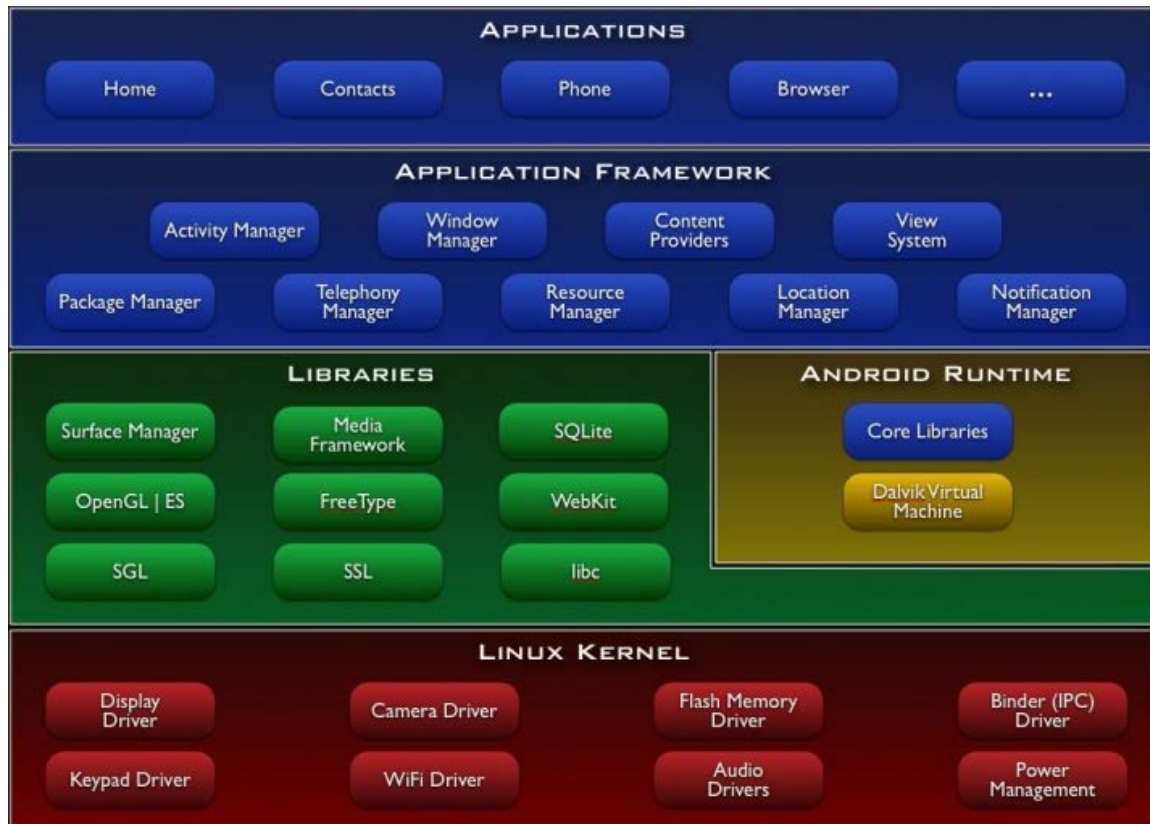 APPLICATIONS
Home
Contacts
Phone
Browser
...
APPLICATION FRAMEWORK
Activity Manager
Window
Manager
Content
Providers
View
System
Package Manager
Telephony
Manager
Resource
Manager
Location
Manager
Notification
Manager
LIBRARIES
Surface Manager
Media
Framework
SQLite
OpenGL | ES
FreeType
WebKit
SGL
SSL
libc
ANDROID RUNTIME
Core Libraries
Dalvik Virtual
Machine
LINUX KERNEL
Display
Driver
Camera Driver
Flash Memory
Driver
Binder (IPC)
Driver
Keypad Driver
WiFi Driver
Audio
Drivers
Power
Management